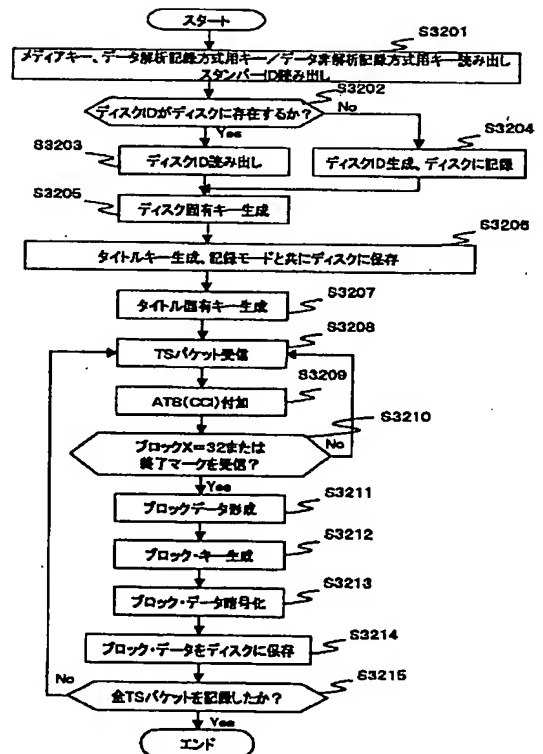 スタート
S3201
メディアキー、データ解析記録方式用キー／データ非解析記録方式用キー読み出し
スタンパーID読み出し
S3202
ディスクIDがディスクに存在するか？
No
Yes
S3203
ディスクID読み出し
S3204
ディスクID生成、ディスクに記録
S3205
ディスク固有キー生成
S3206
タイトルキー生成、記録モードと共にディスクに保存
S3207
タイトル固有キー生成
S3208
TSパケット受信
S3209
ATS(CCI)付加
S3210
ブロックX=32または
終了マークを受信？
No
Yes
S3211
ブロックデータ形成
S3212
ブロック・キー生成
S3213
ブロック・データ暗号化
S3214
ブロック・データをディスクに保存
S3215
No
全TSパケットを記録したか？
Yes
エンド